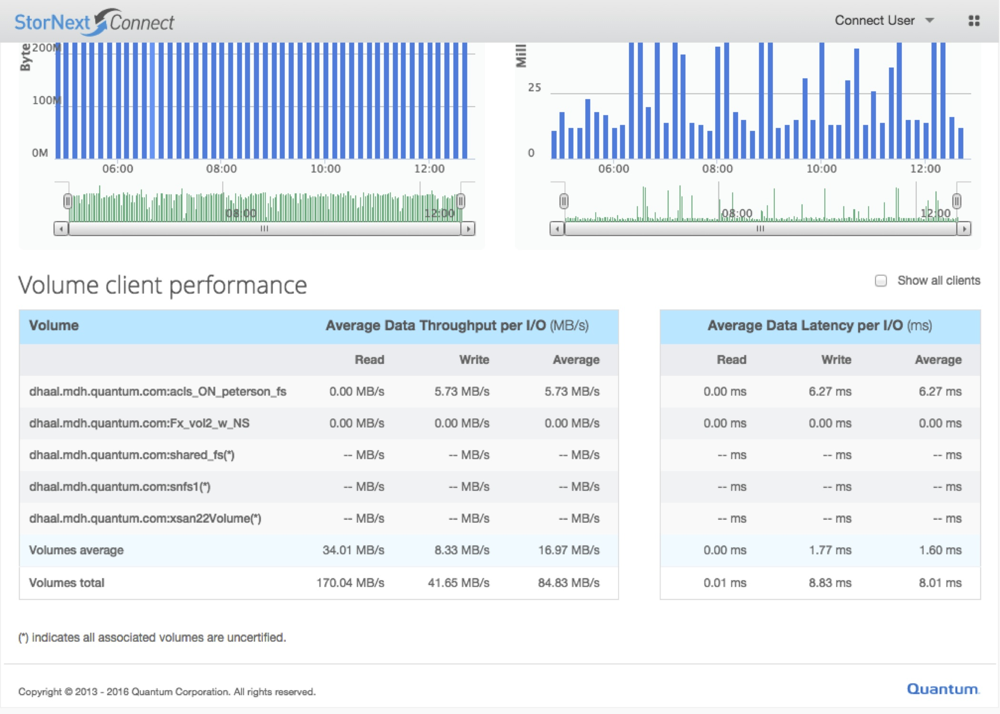 StorNext Connect
Connect User
Byte
200M
100M
0M
06:00 08:00 10:00 12:00
08:00 12:00
Mill
25
0
06:00 08:00 10:00 12:00
08:00 12:00
Volume client performance
Show all clients
Volume Average Data Throughput per I/O (MB/s) Average Data Latency per I/O (ms)
Read Write Average Read Write Average
dhaal.mdh.quantum.com:acls_ON_peterson_fs 0.00 MB/s 5.73 MB/s 5.73 MB/s 0.00 ms 6.27 ms 6.27 ms
dhaal.mdh.quantum.com:Fx_vol2_w_NS 0.00 MB/s 0.00 MB/s 0.00 MB/s 0.00 ms 0.00 ms 0.00 ms
dhaal.mdh.quantum.com:shared_fs(*) -- MB/s -- MB/s -- MB/s -- ms -- ms -- ms
dhaal.mdh.quantum.com:snfs1(*) -- MB/s -- MB/s -- MB/s -- ms -- ms -- ms
dhaal.mdh.quantum.com:xsan22Volume(*) -- MB/s -- MB/s -- MB/s -- ms -- ms -- ms
Volumes average 34.01 MB/s 8.33 MB/s 16.97 MB/s 0.00 ms 1.77 ms 1.60 ms
Volumes total 170.04 MB/s 41.65 MB/s 84.83 MB/s 0.01 ms 8.83 ms 8.01 ms
(*) indicates all associated volumes are uncertified.
Copyright © 2013 - 2016 Quantum Corporation. All rights reserved.
Quantum